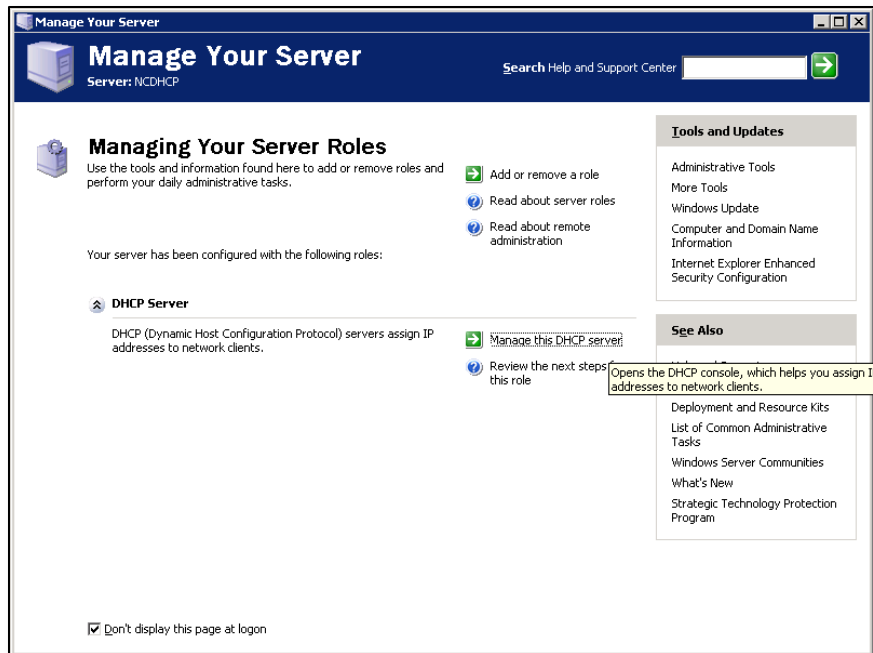 Manage Your Server
Manage Your Server
Server: NCDHCP
Search Help and Support Center
Managing Your Server Roles
Use the tools and information found here to add or remove roles and
perform your daily administrative tasks.
Add or remove a role
Read about server roles
Read about remote
administration
Your server has been configured with the following roles:
DHCP Server
DHCP (Dynamic Host Configuration Protocol) servers assign IP
addresses to network clients.
Manage this DHCP server
Review the next steps
this role
Tools and Updates
Administrative Tools
More Tools
Windows Update
Computer and Domain Name
Information
Internet Explorer Enhanced
Security Configuration
See Also
Opens the DHCP console, which helps you assign I
addresses to network clients.
Deployment and Resource Kits
List of Common Administrative
Tasks
Windows Server Communities
What's New
Strategic Technology Protection
Program
Don't display this page at logon